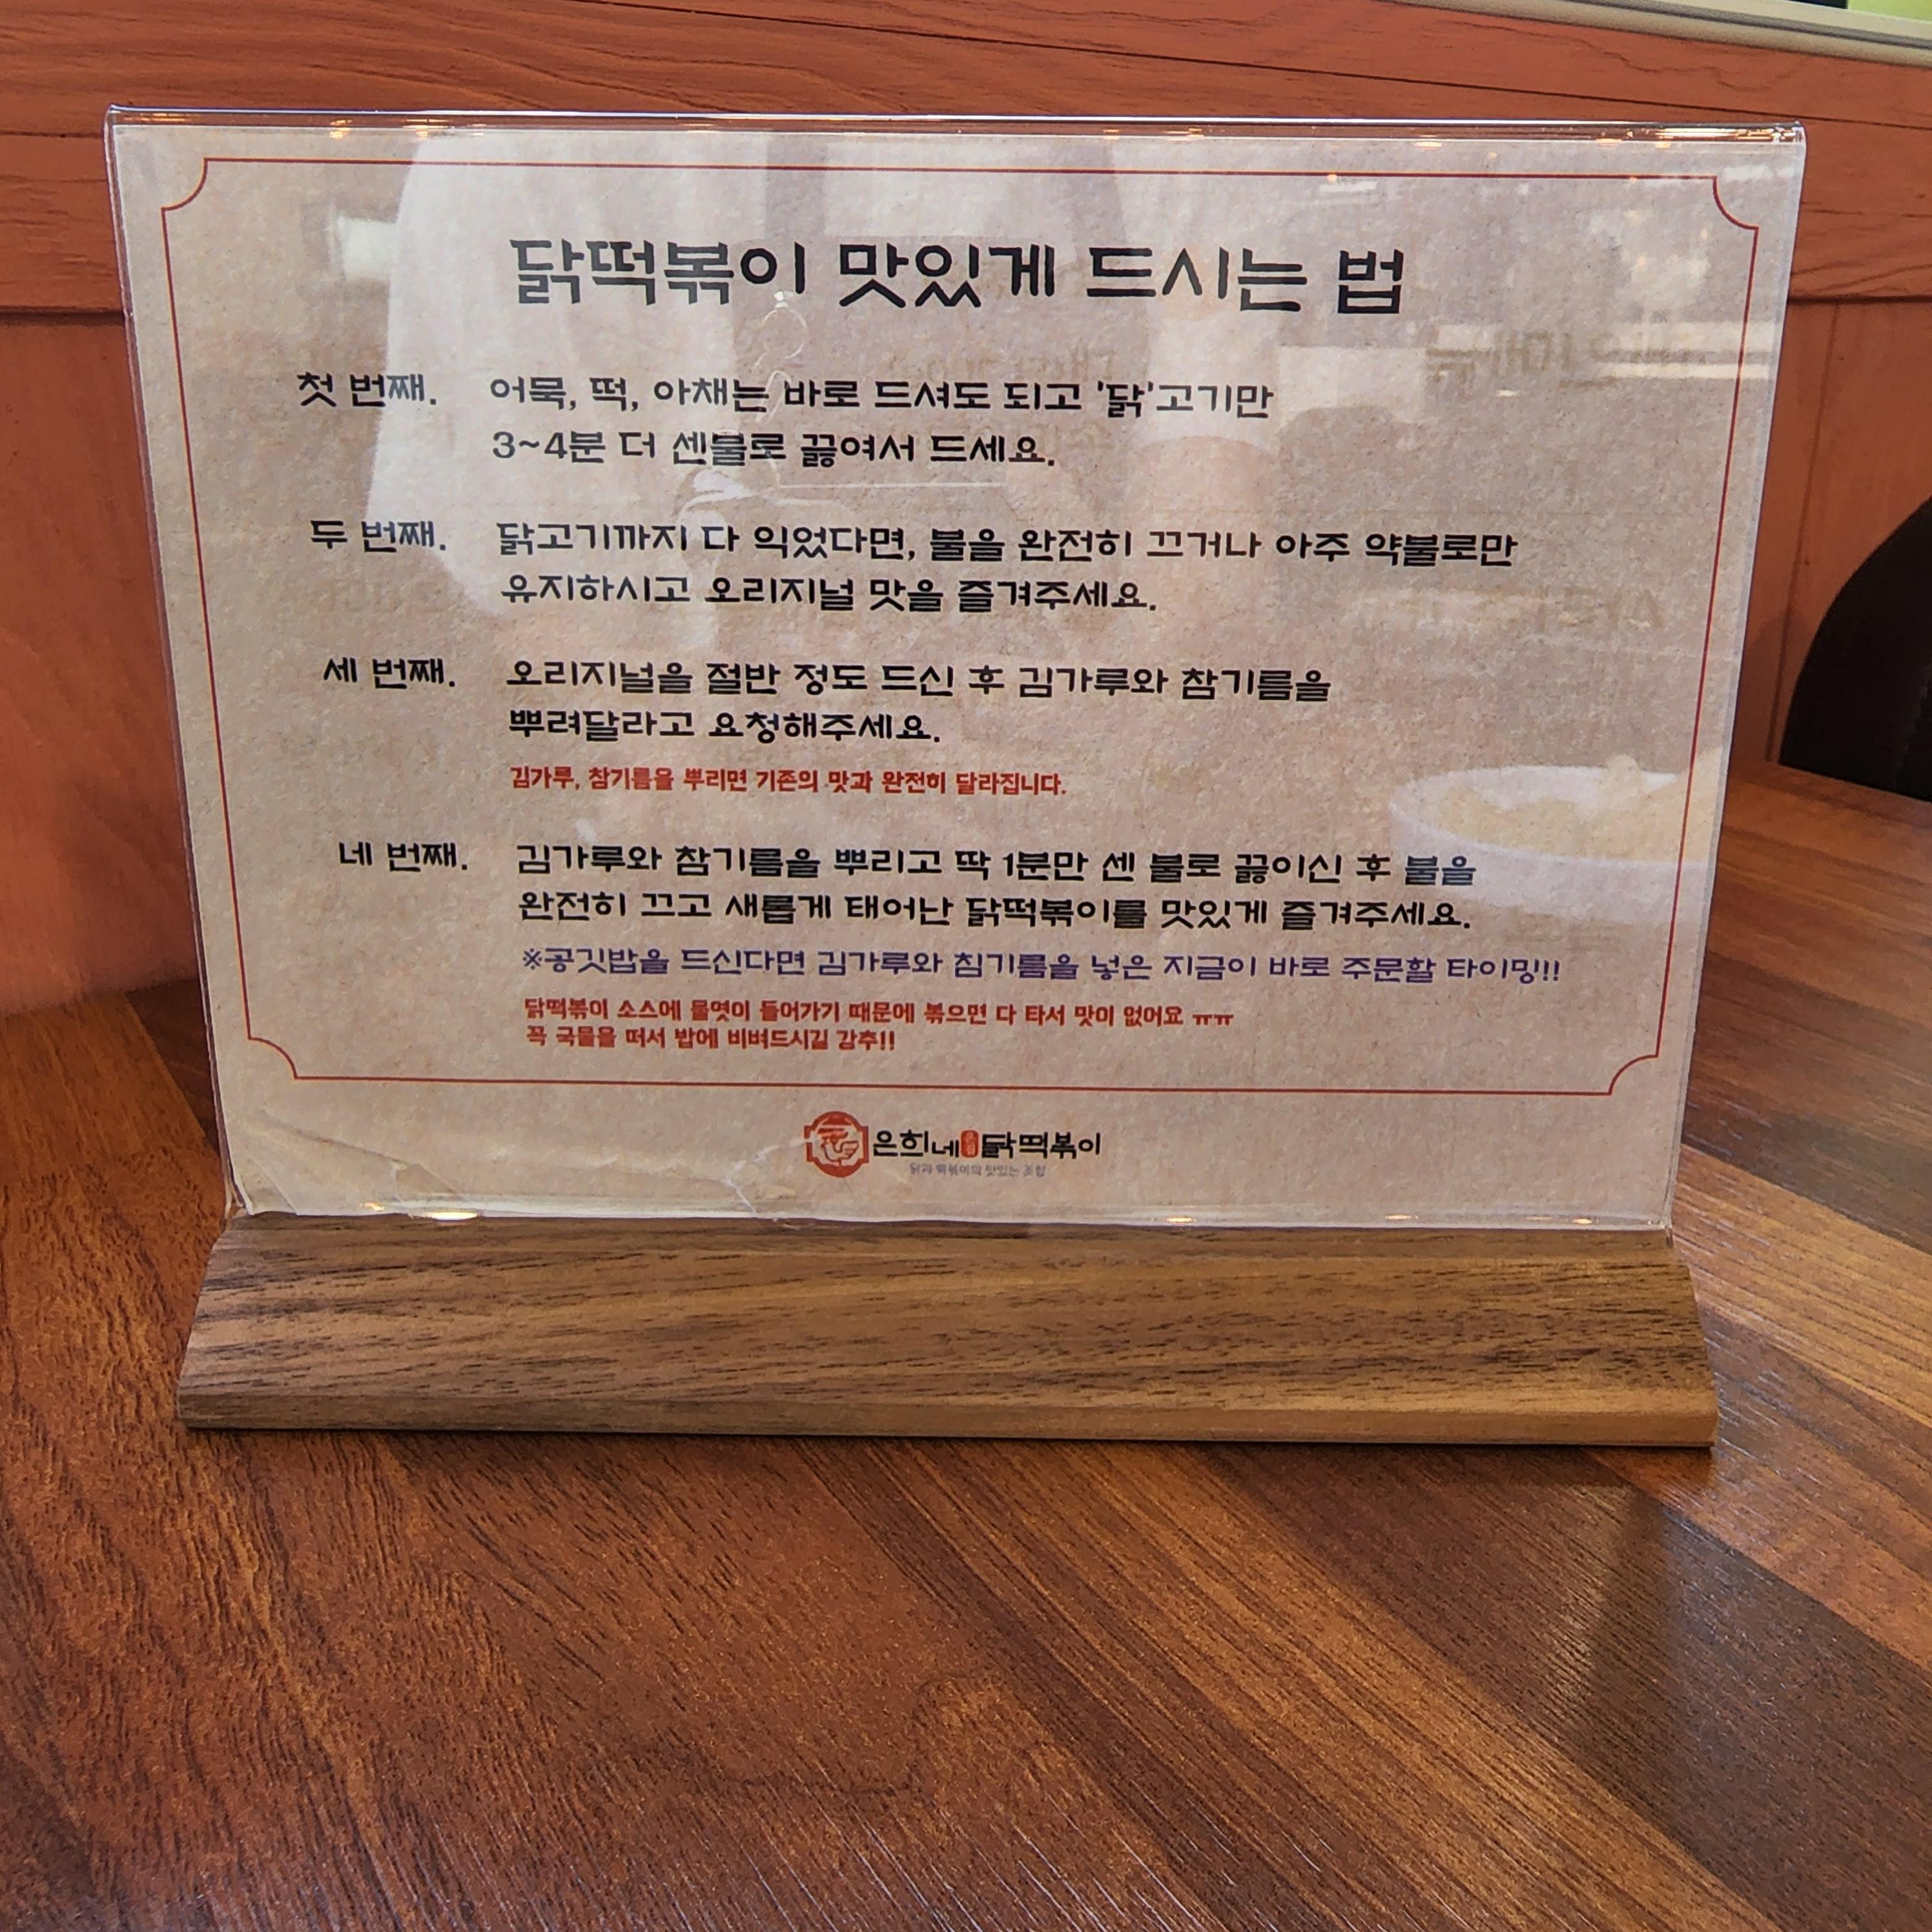 닭떡볶이 맛있게 드시는 법
첫 번째. 어묵, 떡, 야채는 바로 드셔도 되고 '닭'고기만
3~4분 더 센불로 끓여서 드세요.
두 번째. 닭고기까지 다 익었다면, 불을 완전히 끄거나 아주 약불로만
유지하시고 오리지널 맛을 즐겨주세요.
세 번째. 오리지널을 절반 정도 드신 후 김가루와 참기름을
뿌려달라고 요청해주세요.
김가루, 참기름을 뿌리면 기존의 맛과 완전히 달라집니다.
네 번째. 김가루와 참기름을 뿌리고 딱 1분만 센 불로 끓이신 후 불을
완전히 끄고 새롭게 태어난 닭떡볶이를 맛있게 즐겨주세요.
※공깃밥을 드신다면 김가루와 침기름을 넣은 지금이 바로 주문할 타이밍!!
닭떡볶이 소스에 물엿이 들어가기 때문에 볶으면 다 타서 맛이 없어요 ㅠㅠ
꼭 국물을 떠서 밥에 비벼드시길 강추!!
은희네 닭떡볶이
닭과 떡볶이의 맛있는 조합